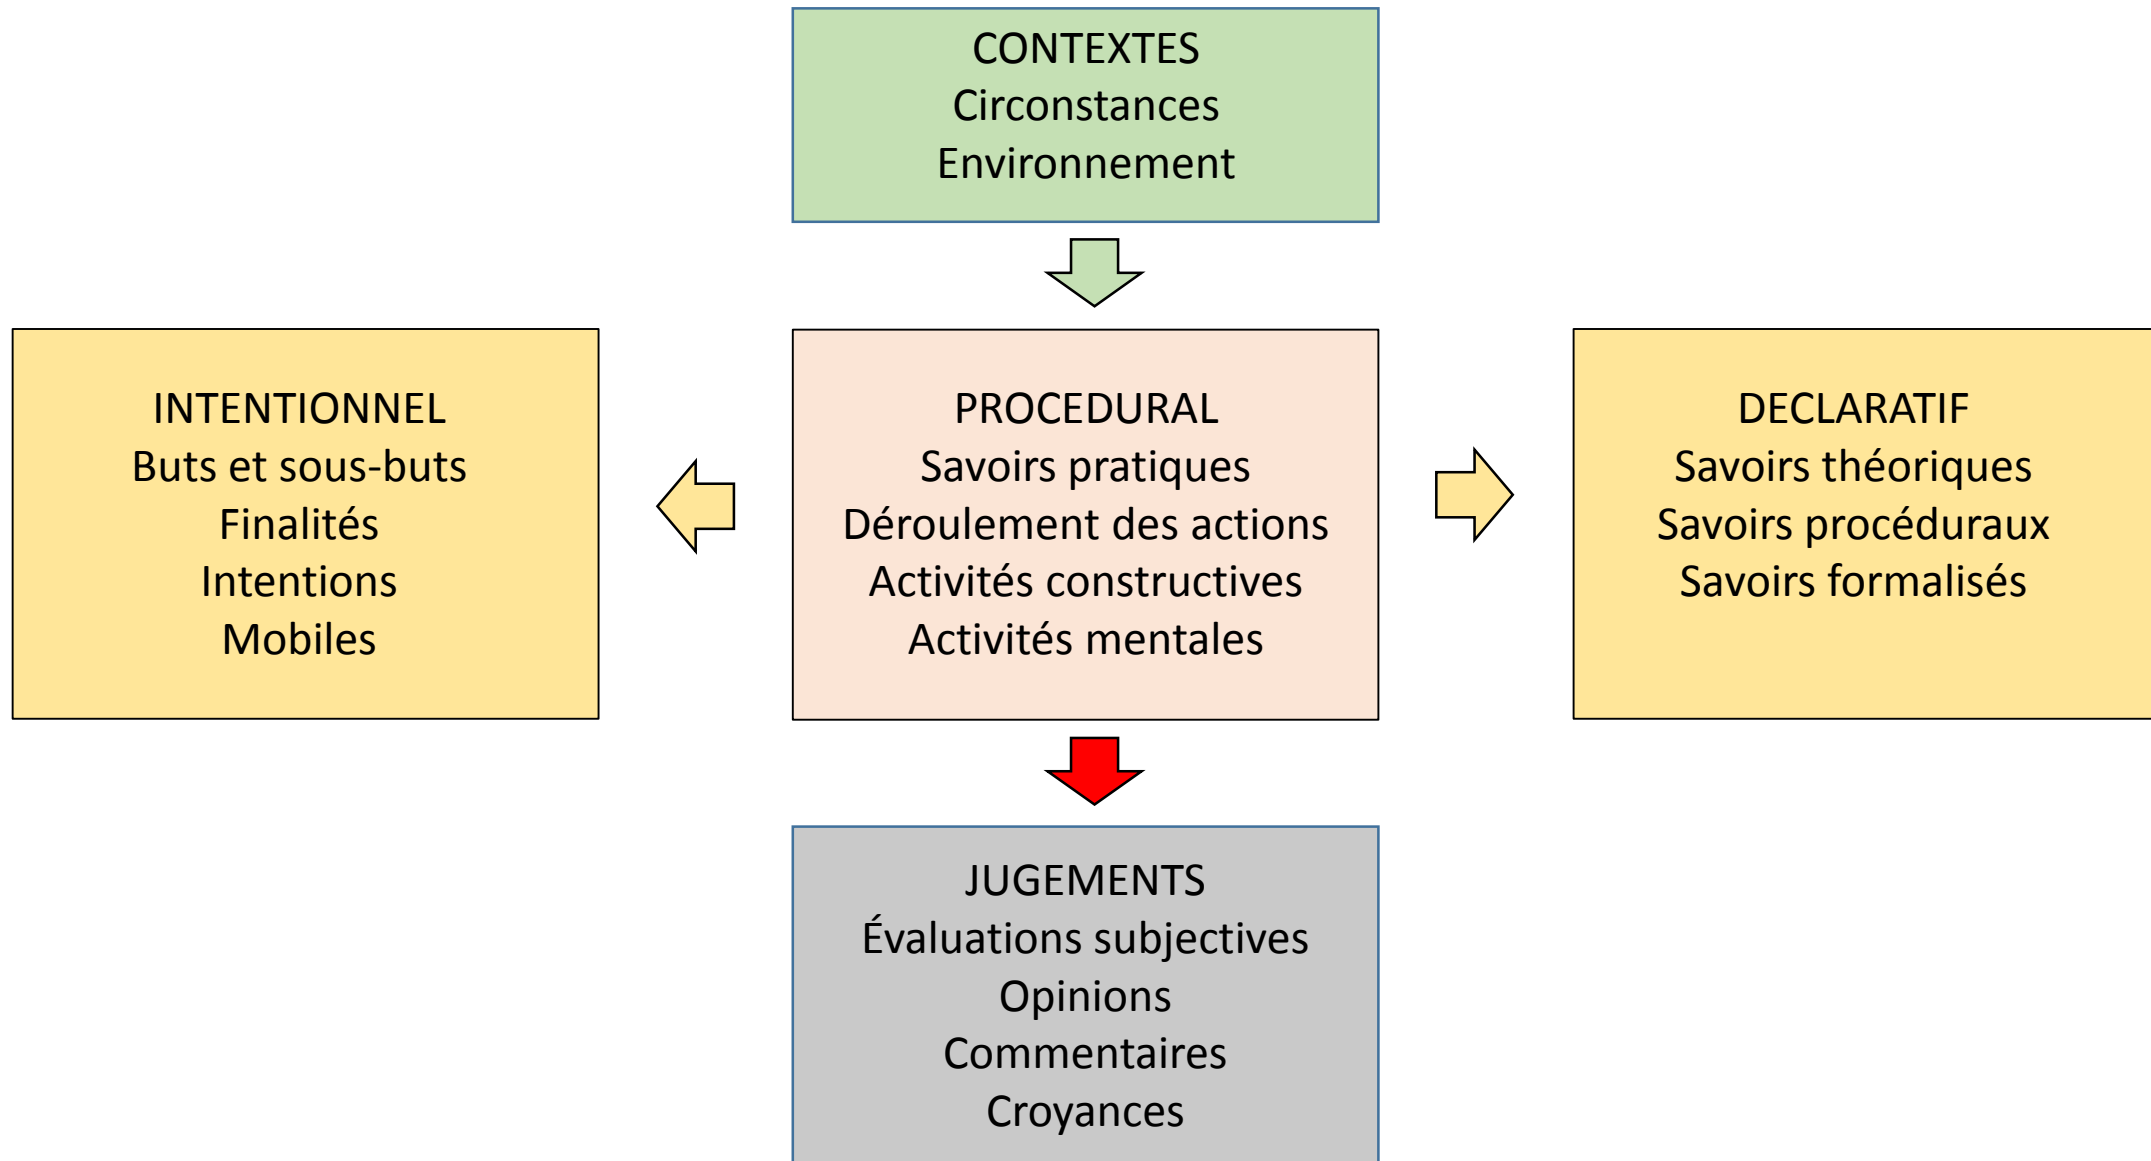 CONTEXTES
Circonstances
Environnement
INTENTIONNEL
Buts et sous-buts
Finalités
Intentions
Mobiles
PROCEDURAL
Savoirs pratiques
Déroulement des actions
Activités constructives
Activités mentales
DECLARATIF
Savoirs théoriques
Savoirs procéduraux
Savoirs formalisés
JUGEMENTS
Évaluations subjectives
Opinions
Commentaires
Croyances